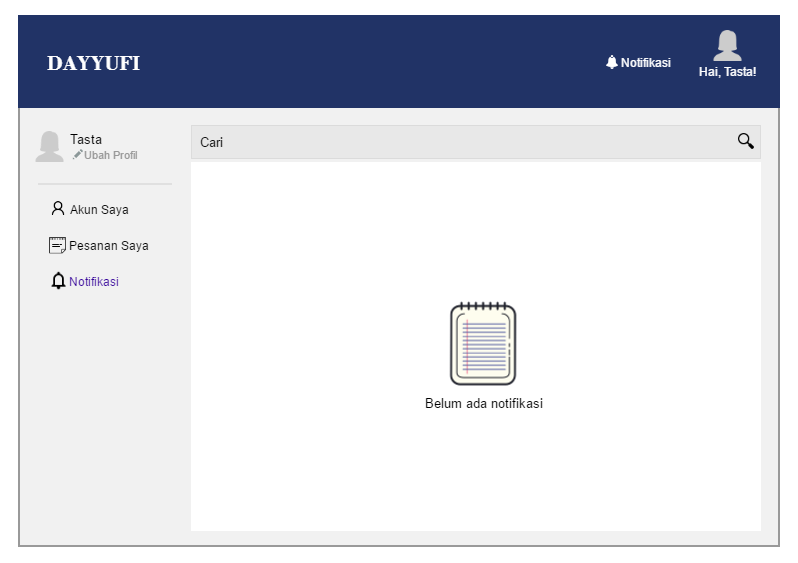 DAYYUFI
Notifikasi
Hai, Tasta!
Tasta
Ubah Profil
Cari
Akun Saya
Pesanan Saya
Notifikasi
Belum ada notifikasi